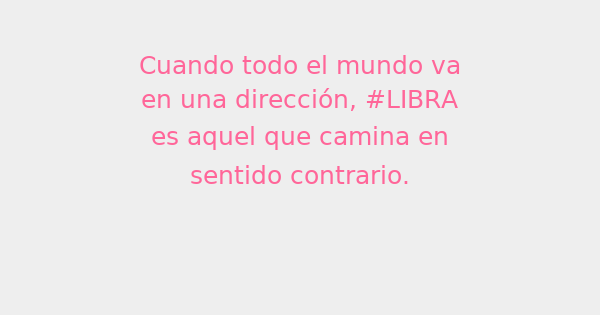 Cuando todo el mundo va
en una dirección, #LIBRA
es aquel que camina en
sentido contrario.